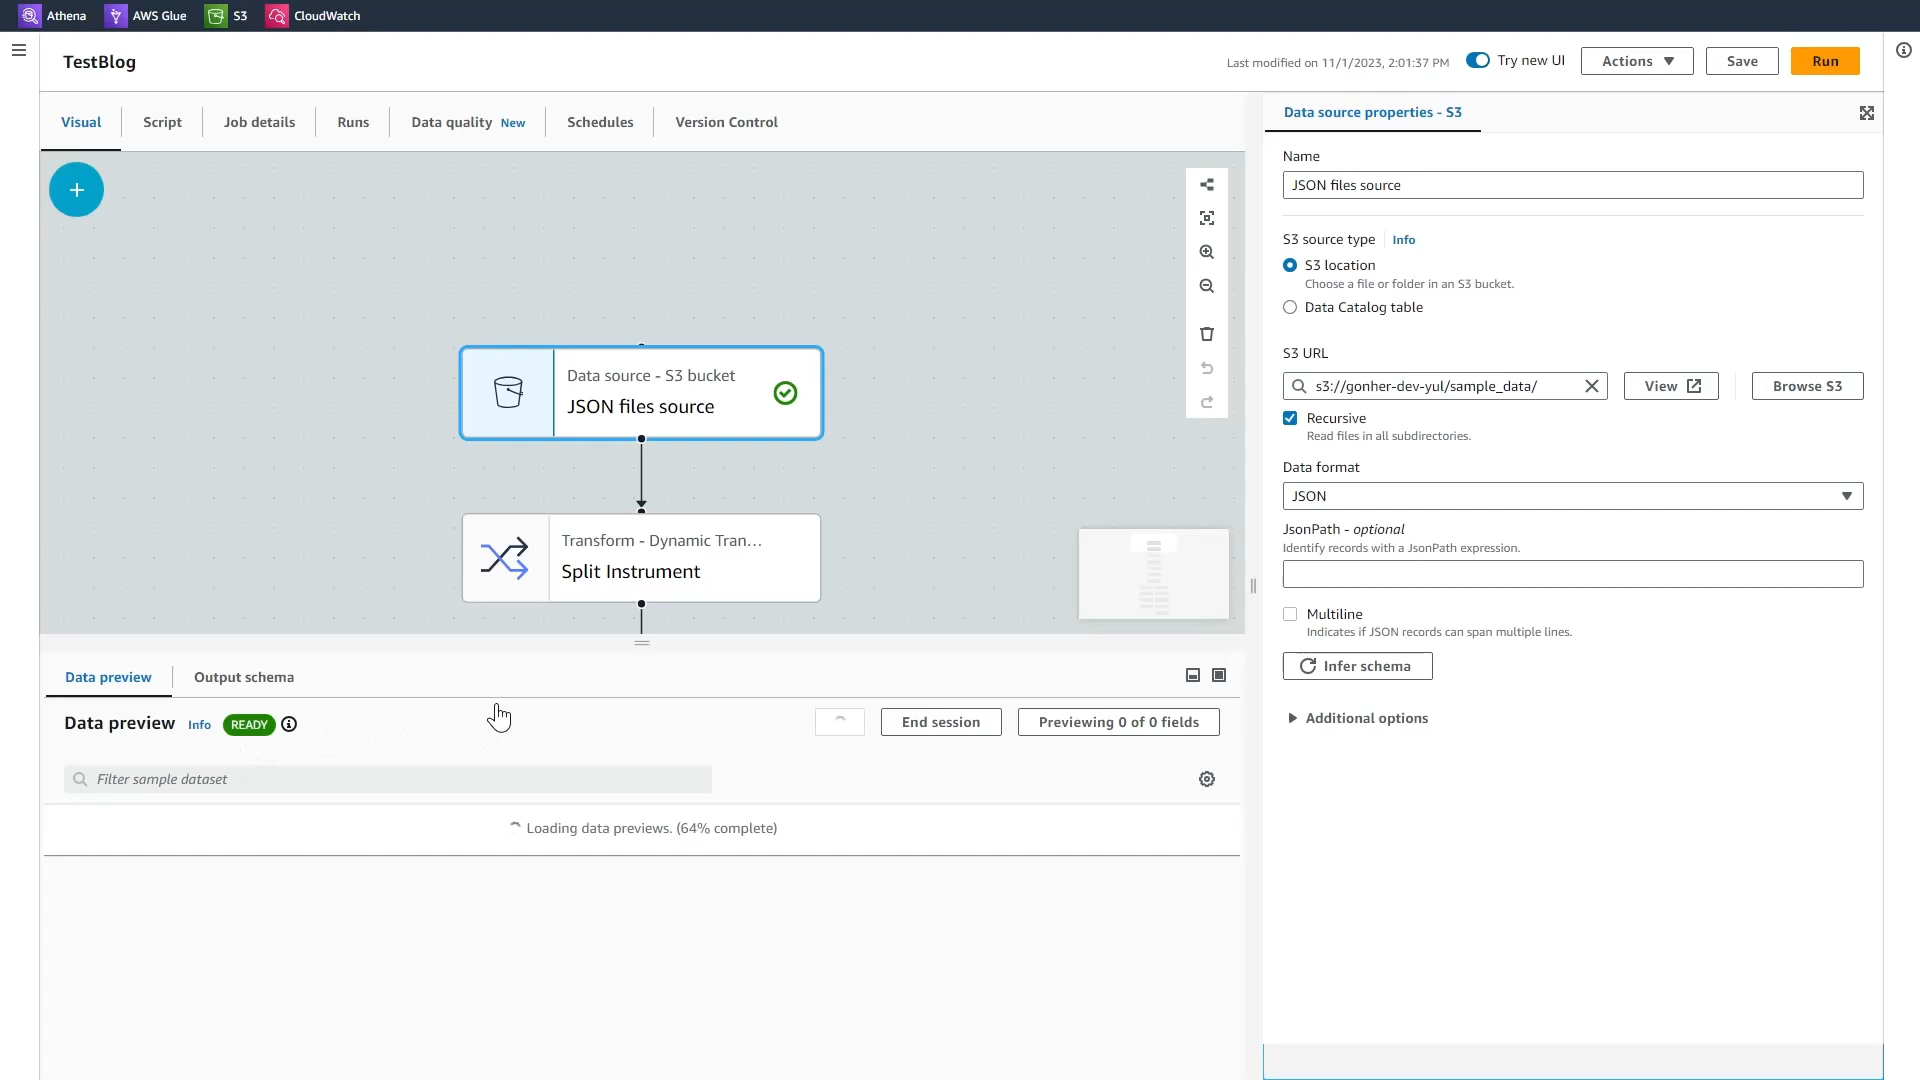 Athena AWS Glue S3 CloudWatch
TestBlog
Last modified on 11/1/2023, 2:01:37 PM Try new UI Actions Save Run
Visual Script Job details Runs Data quality New Schedules Version Control
Data source - S3 bucket
JSON files source
Transform - Dynamic Tran...
Split Instrument
Data preview Output schema
Data preview Info READY End session Previewing 0 of 0 fields
Filter sample dataset
Loading data previews. (64% complete)
Data source properties - S3
Name
JSON files source
S3 source type Info
S3 location
Choose a file or folder in an S3 bucket.
Data Catalog table
S3 URL
s3://gonher-dev-yul/sample_data/ View Browse S3
Recursive
Read files in all subdirectories.
Data format
JSON
JsonPath - optional
Identify records with a JsonPath expression.
Multiline
Indicates if JSON records can span multiple lines.
Infer schema
Additional options